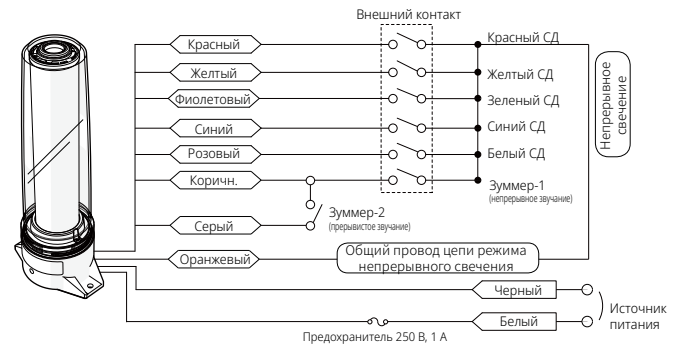 Внешний контакт
Красный
Красный СД
Желтый
Желтый СД
Фиолетовый
Зеленый СД
Синий
Синий СД
Розовый
Белый СД
Коричн.
Зуммер-1
(непрерывное звучание)
Непрерывное
свечение
Зуммер-2
(прерывистое звучание)
Серый
Оранжевый
Общий провод цепи режима
непрерывного свечения
Черный
Белый
Источник
питания
Предохранитель 250 В, 1 А